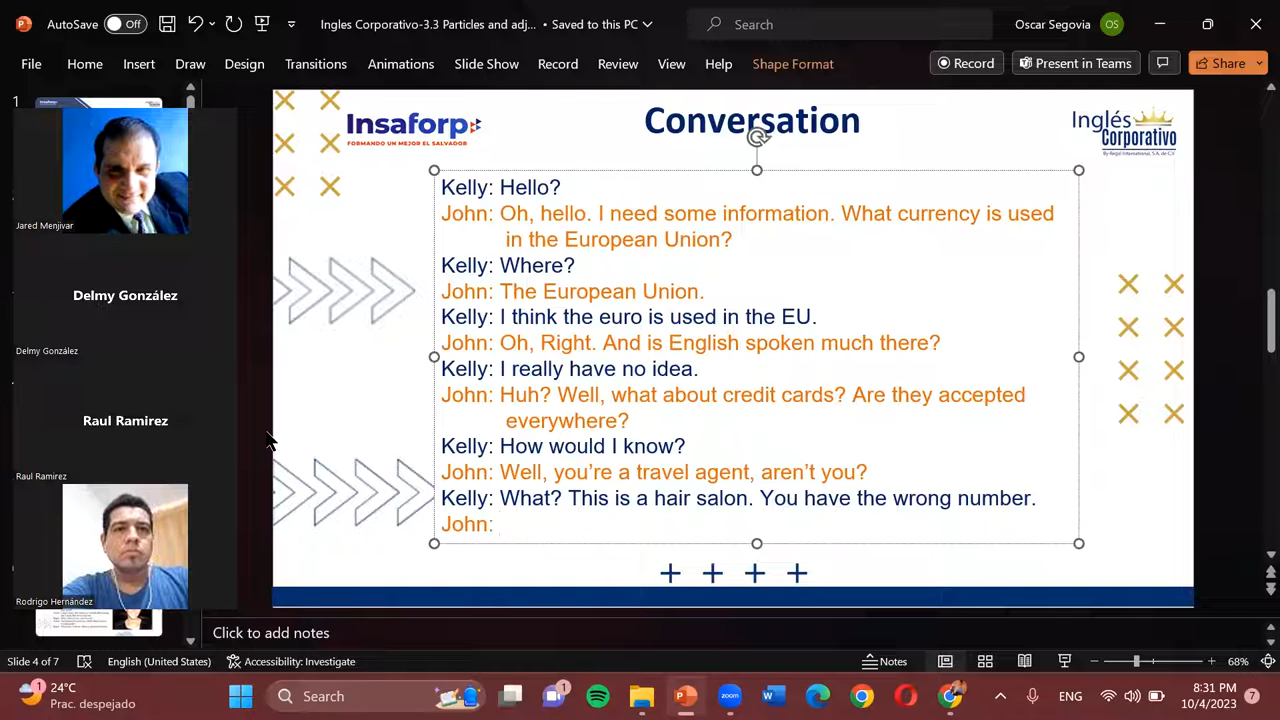 AutoSave
Off
Ingles Corporativo-3.3 Particles and adj... • Saved to this PC
Search
Oscar Segovia
OS
File
Home
Insert
Draw
Design
Transitions
Animations
Slide Show
Record
Review
View
Help
Shape Format
Record
Present in Teams
Share
1
Insaforp
FORMANDO UN MEJOR EL SALVADOR
Conversation
Inglés
Corporativo
By Regal International, S.A. de C.V.
Kelly: Hello?
John: Oh, hello. I need some information. What currency is used
in the European Union?
Kelly: Where?
John: The European Union.
Kelly: I think the euro is used in the EU.
John: Oh, Right. And is English spoken much there?
Kelly: I really have no idea.
John: Huh? Well, what about credit cards? Are they accepted
everywhere?
Kelly: How would I know?
John: Well, you're a travel agent, aren't you?
Kelly: What? This is a hair salon. You have the wrong number.
John:
Jared Menjivar
Delmy González
Delmy González
Raul Ramirez
Raul Ramirez
Rodrigo Hernández
Click to add notes
Slide 4 of 7
English (United States)
Accessibility: Investigate
Notes
68%
1
24°C
Prac. despejado
Search
1
zoom
ENG
8:31 PM
10/4/2023
7